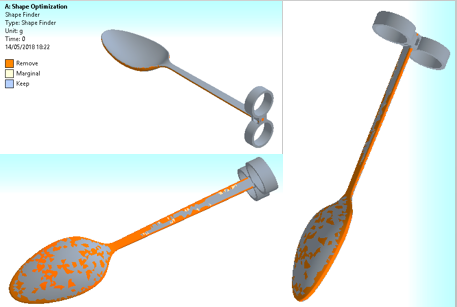 A: Shape Optimization
Shape Finder
Type: Shape Finder
Unit: g
Time: 0
14/05/2018 18:22
Remove
Marginal
Keep